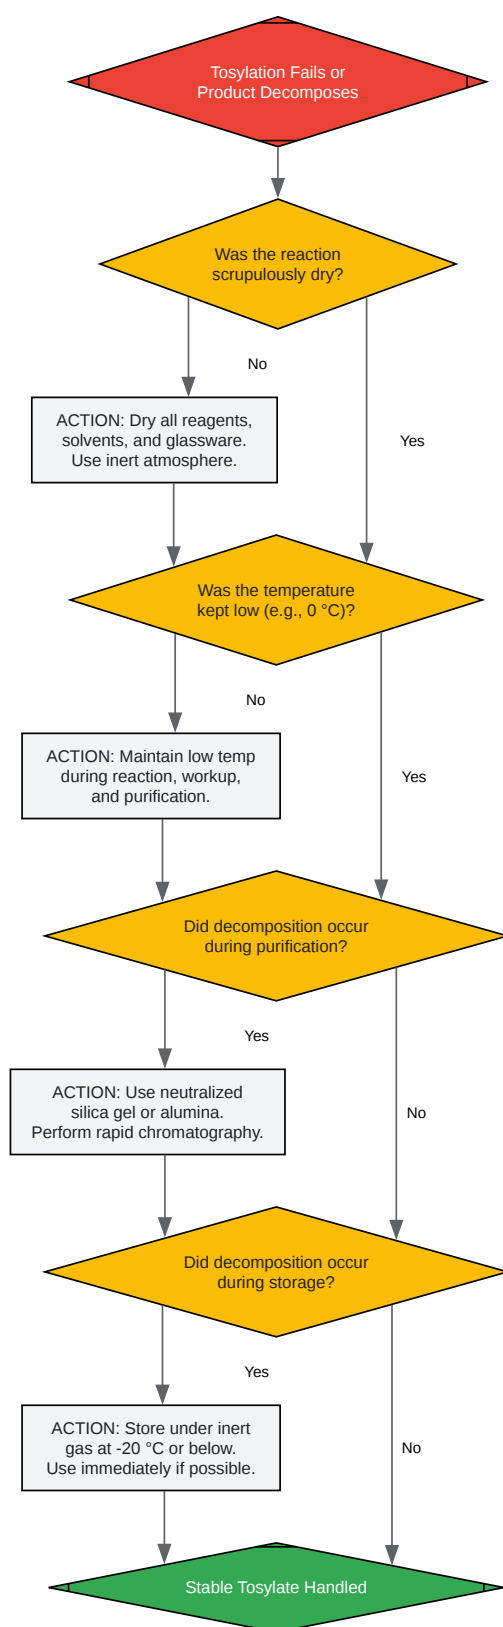 Tosylation Fails or
Product Decomposes
Was the reaction
scrupulously dry?
No
ACTION: Dry all reagents,
solvents, and glassware.
Use inert atmosphere.
Yes
Was the temperature
kept low (e.g., 0 °C)?
No
ACTION: Maintain low temp
during reaction, workup,
and purification.
Yes
Did decomposition occur
during purification?
Yes
ACTION: Use neutralized
silica gel or alumina.
Perform rapid chromatography.
No
Did decomposition occur
during storage?
Yes
ACTION: Store under inert
gas at -20 °C or below.
Use immediately if possible.
No
Stable Tosylate Handled